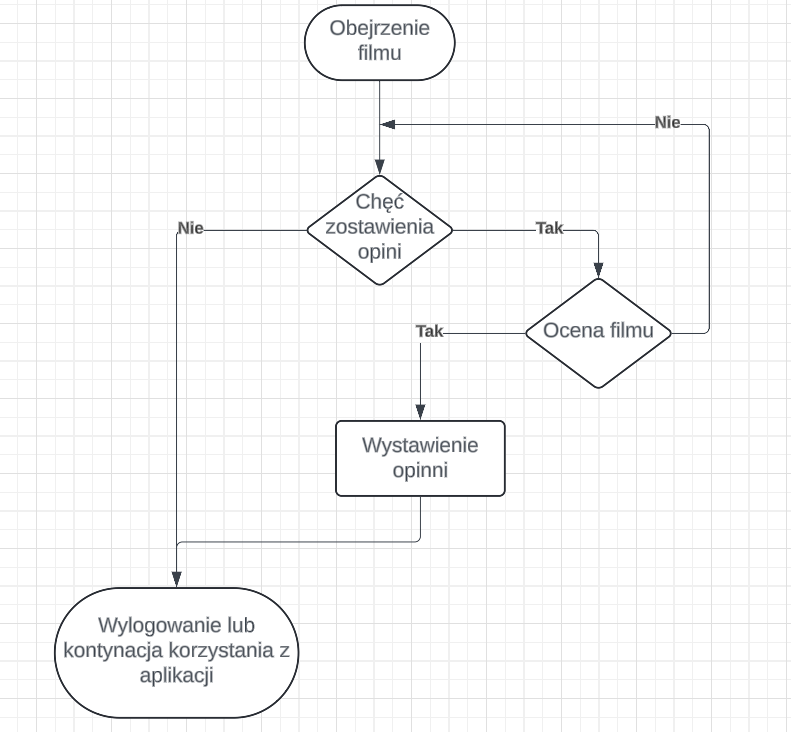 Obejrzenie
filmu
Nie
Chęć
zostawienia
opini
Nie
Tak
Ocena filmu
Tak
Wystawienie
opinni
Wylogowanie lub
kontynacja korzystania z
aplikacji